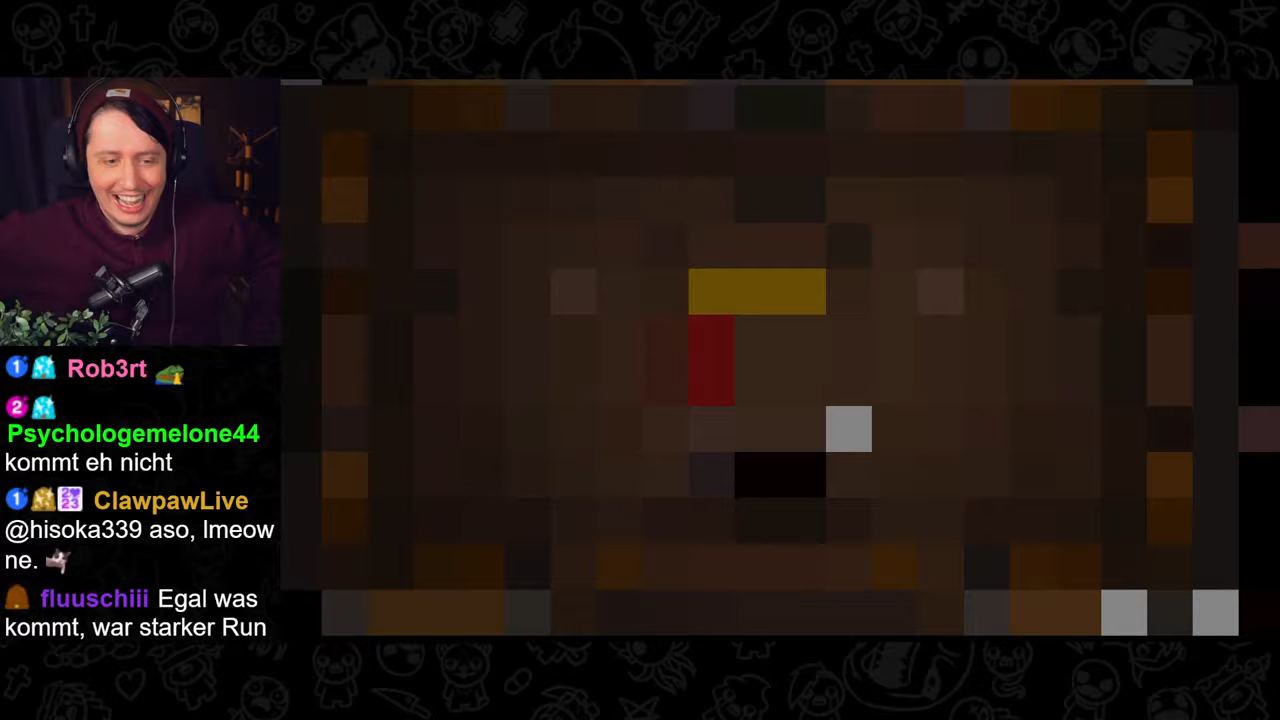 Rob3rt
Psychologemelone44
kommt eh nicht
ClawpawLive
@hisoka339 aso, lmeow
ne.
fluuschiii Egal was
kommt, war starker Run